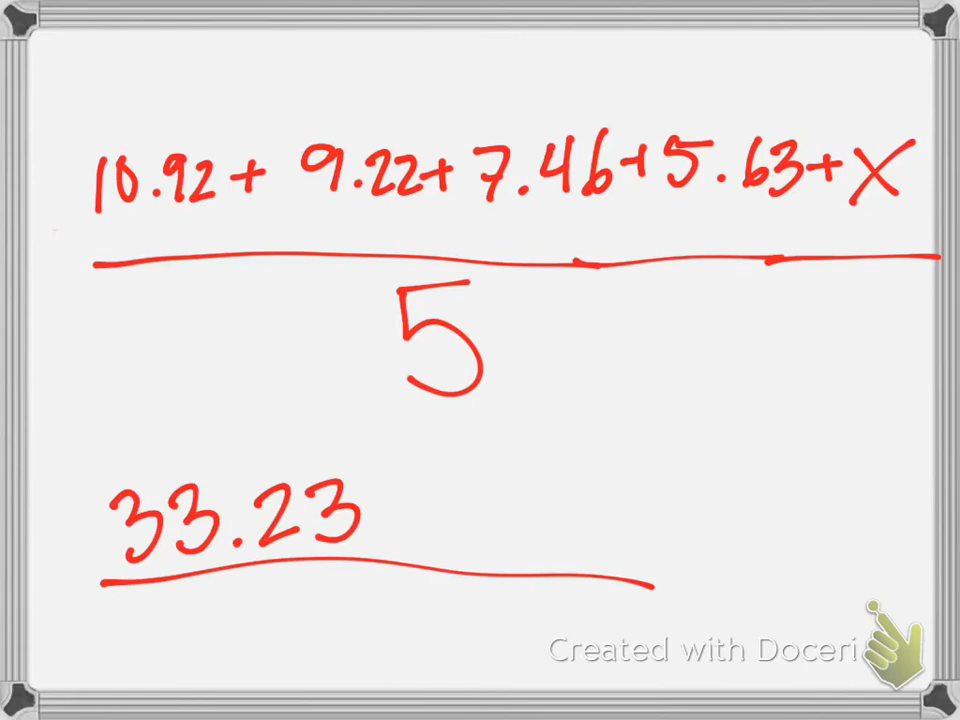 10.92 + 9.22 + 7.46 + 5.63 + X
5
33.23
Created with Doceri